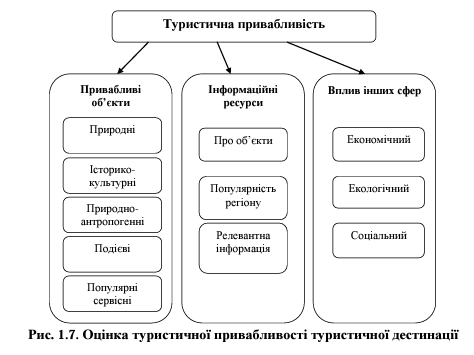 Туристична привабливість
Привабливі
об’єкти
Природні
Історико-
культурні
Природно-
антропогенні
Подієві
Популярні
сервісні
Інформаційні
ресурси
Про об’єкти
Популярність
регіону
Релевантна
інформація
Вплив інших сфер
Економічний
Екологічний
Соціальний
Рис. 1.7. Оцінка туристичної привабливості туристичної дестинації